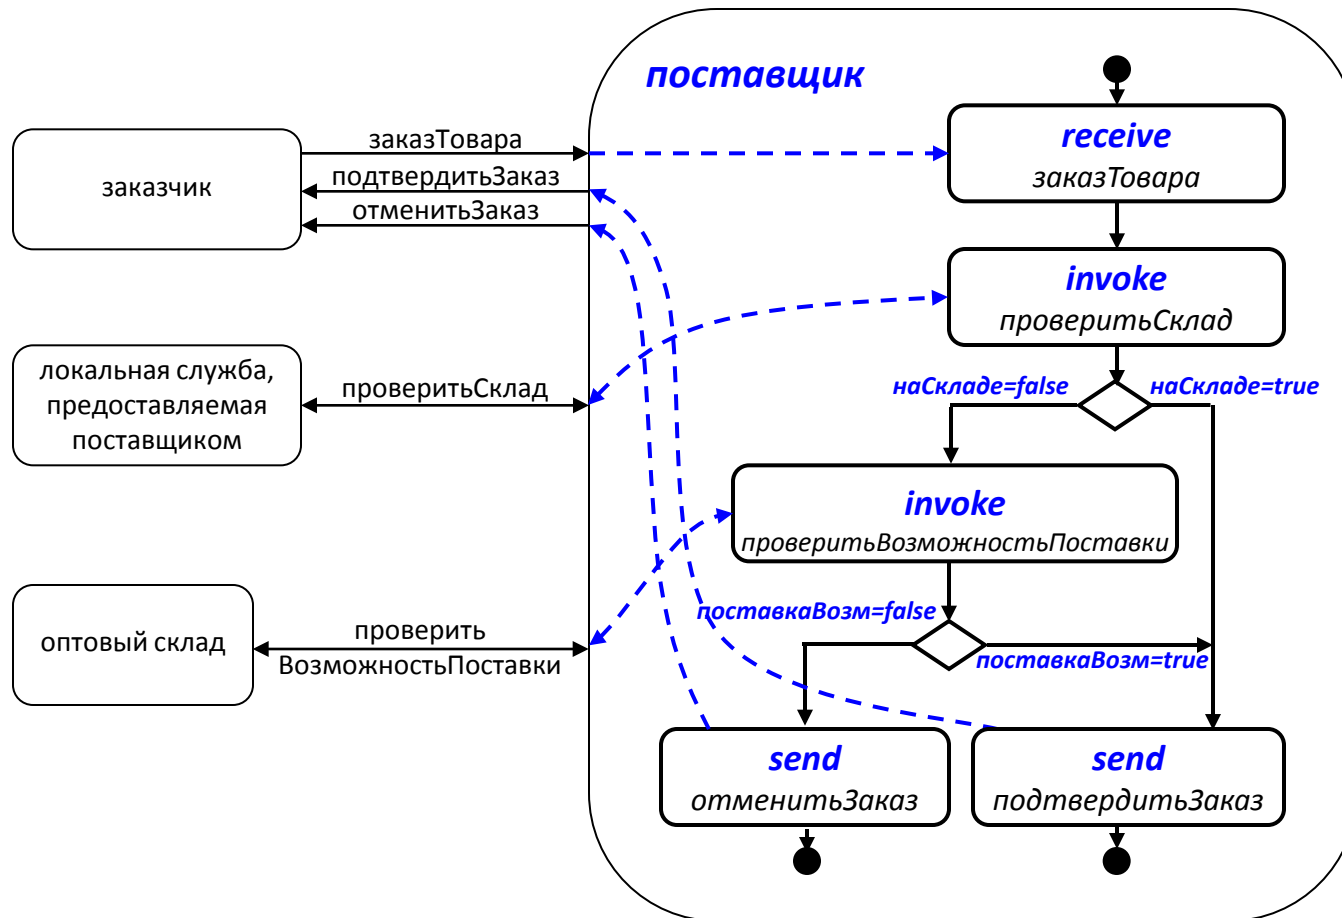 поставщик
заказчик
заказТовара
подтвердитьЗаказ
отменитьЗаказ
receive
заказТовара
invoke
проверитьСклад
локальная служба,
предоставляемая
поставщиком
проверитьСклад
наСкладе=false
наСкладе=true
invoke
проверитьВозможностьПоставки
оптовый склад
проверить
ВозможностьПоставки
поставкаВозм=false
поставкаВозм=true
send
отменитьЗаказ
send
подтвердитьЗаказ